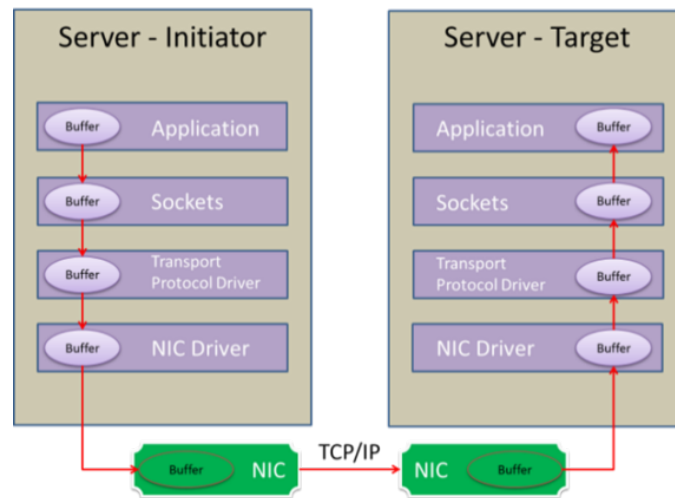 Server - Initiator
Buffer
Application
Buffer
Sockets
Buffer
Transport
Protocol Driver
Buffer
NIC Driver
Buffer
NIC
TCP/IP
Server - Target
Application
Buffer
Sockets
Buffer
Transport
Protocol Driver
Buffer
NIC Driver
Buffer
NIC
Buffer